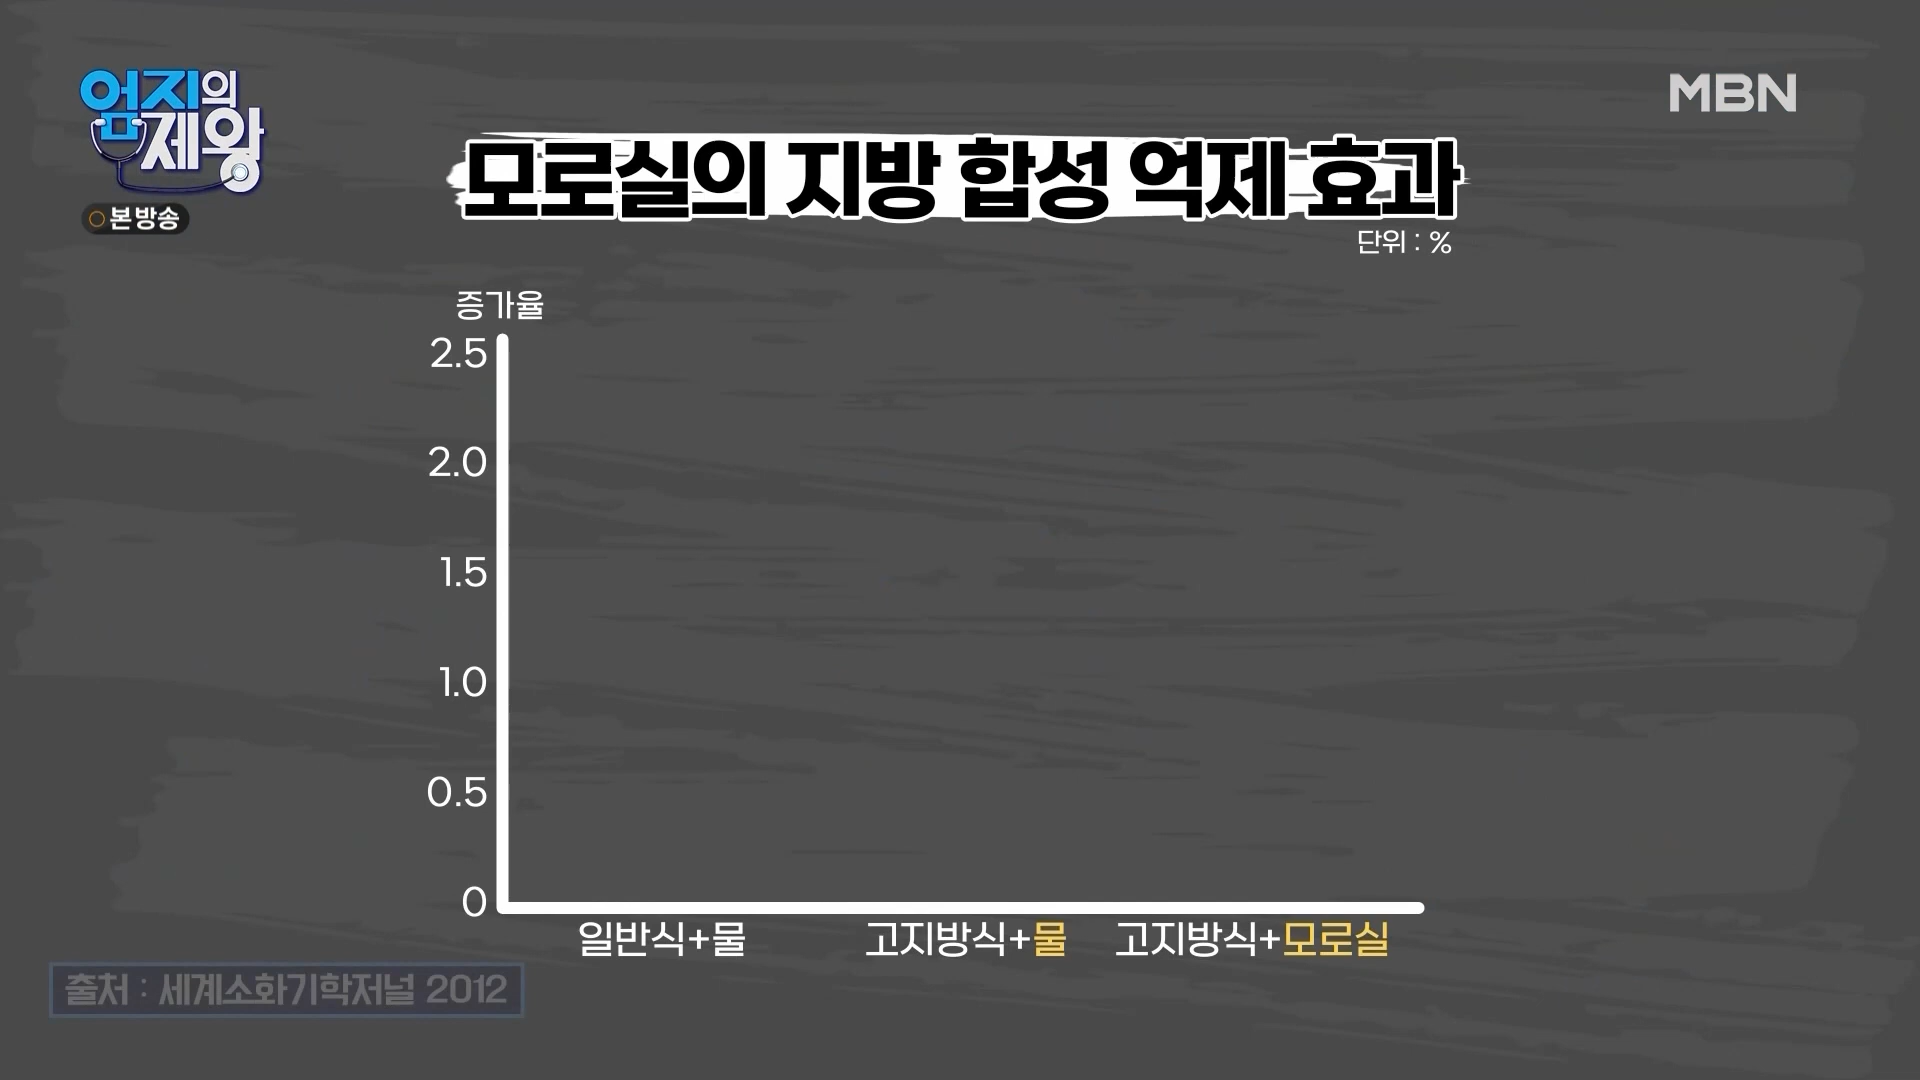 엄지의
제왕
본방송
MBN
모로실의 지방 합성 억제 효과
단위 : %
증가율
2.5
2.0
1.5
1.0
0.5
0
일반식+물
고지방식+물
고지방식+모로실
출처 : 세계소화기학저널 2012